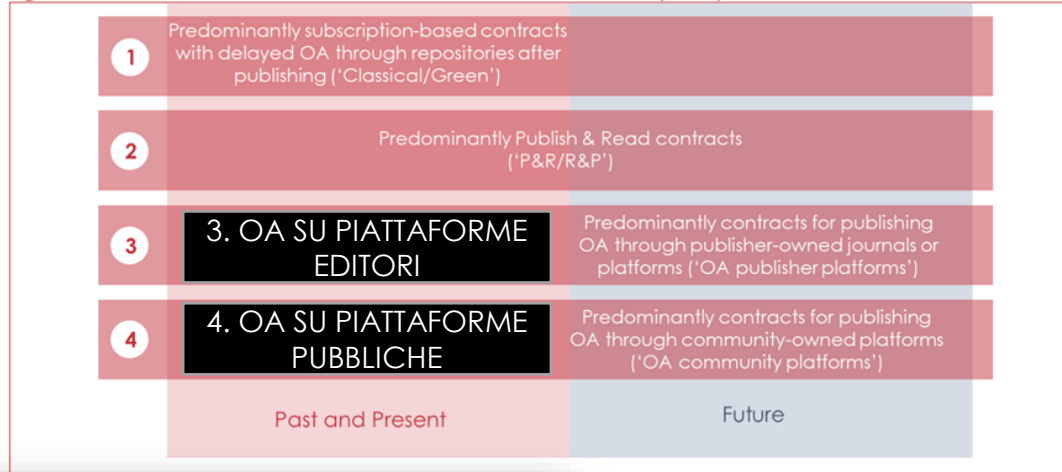 1
Predominantly subscription-based contracts
with delayed OA through repositories after
publishing ('Classical/Green')
2
Predominantly Publish & Read contracts
('P&R/R&P')
3
3. OA SU PIATTAFORME
EDITORI
Predominantly contracts for publishing
OA through publisher-owned journals or
platforms ('OA publisher platforms')
4
4. OA SU PIATTAFORME
PUBBLICHE
Predominantly contracts for publishing
OA through community-owned platforms
('OA community platforms')
Past and Present
Future